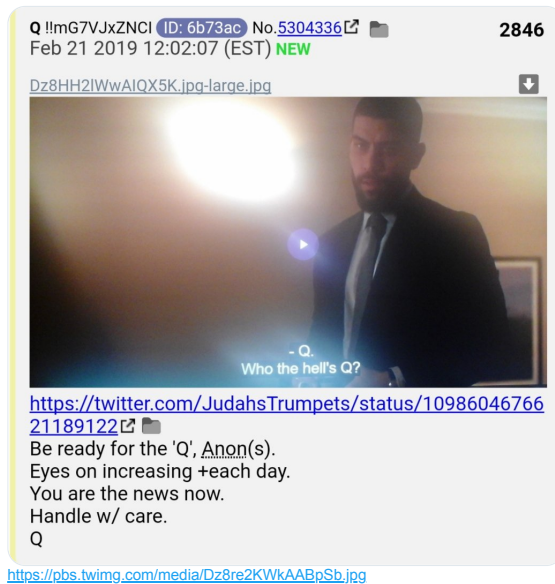 Q !!mG7VJxZNCI ID: 6b73ac No.5304336 2846
Feb 21 2019 12:02:07 (EST) NEW
Dz8HH2lWwAIQX5K.jpg-large.jpg
- Q.
Who the hell's Q?
https://twitter.com/JudahsTrumpets/status/10986046766
21189122
Be ready for the 'Q', Anon(s).
Eyes on increasing +each day.
You are the news now.
Handle w/ care.
Q
https://pbs.twimg.com/media/Dz8re2KWkAABpSb.jpg